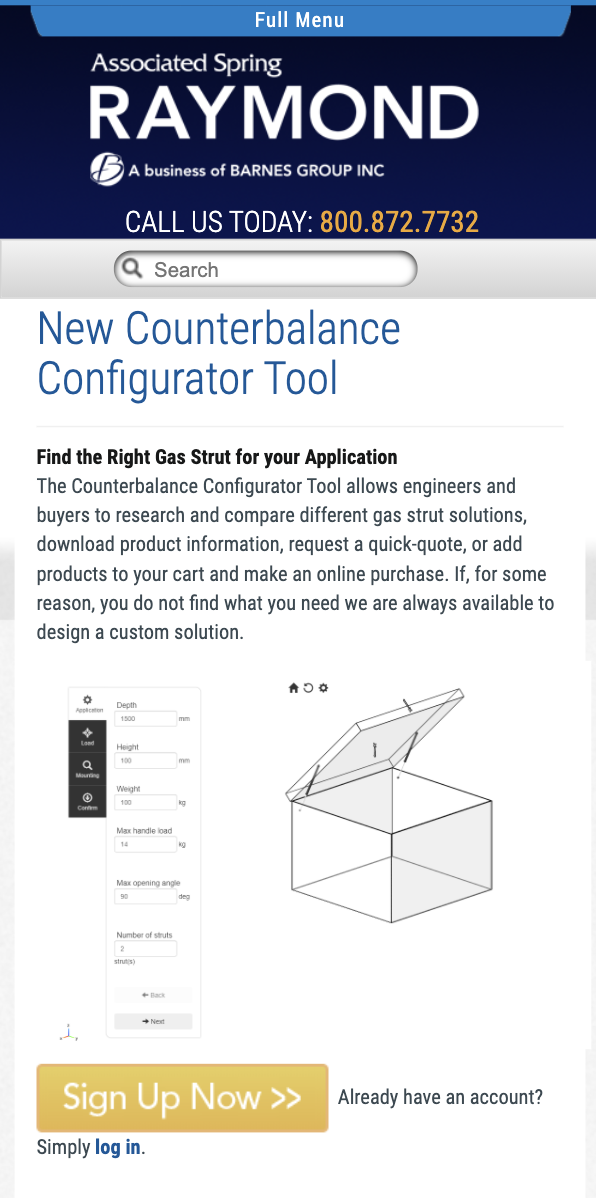 Full Menu
Associated Spring
RAYMOND
B A business of BARNES GROUP INC
CALL US TODAY: 800.872.7732
Search
New Counterbalance
Configurator Tool
Find the Right Gas Strut for your Application
The Counterbalance Configurator Tool allows engineers and
buyers to research and compare different gas strut solutions,
download product information, request a quick-quote, or add
products to your cart and make an online purchase. If, for some
reason, you do not find what you need we are always available to
design a custom solution.
Application
Load
Mounting
Confirm
Depth
1500 mm
Height
100 mm
Weight
100 kg
Max handle load
14 kg
Max opening angle
90 deg
Number of struts
2
strut(s)
Back
Next
Sign Up Now >> Already have an account?
Simply log in.